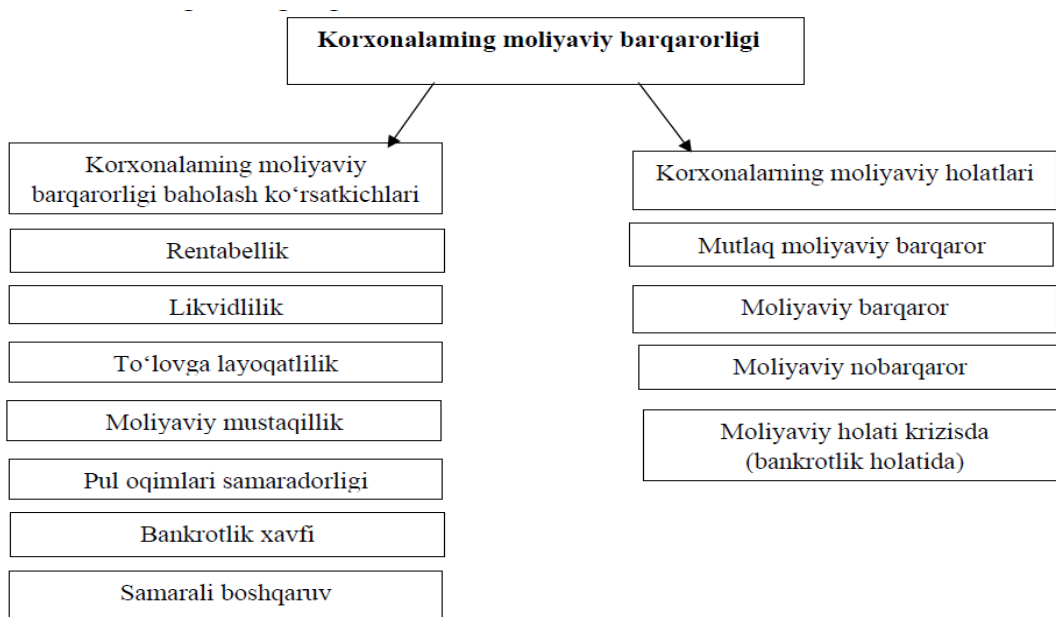 Korxonalaming moliyaviy barqarorligi
Korxonalaming moliyaviy
barqarorligi baholash ko‘rsatkichlari
Rentabellik
Likvidlilik
To‘lovga layoqatlilik
Moliyaviy mustaqillik
Pul oqimlari samaradorligi
Bankrotlik xavfi
Samarali boshqaruv
Korxonalarning moliyaviy holatlari
Mutlaq moliyaviy barqaror
Moliyaviy barqaror
Moliyaviy nobarqaror
Moliyaviy holati krizisda
(bankrotlik holatida)